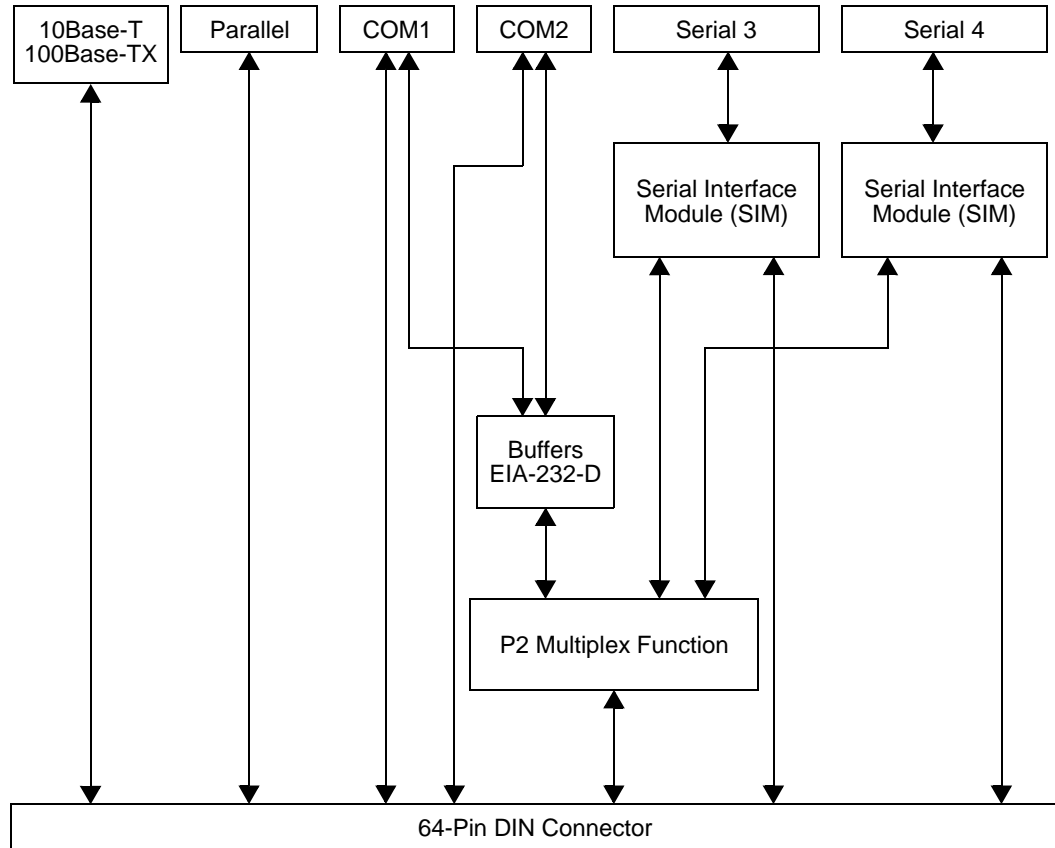 10Base-T
100Base-TX
Parallel
COM1
COM2
Serial 3
Serial 4
Serial Interface
Module (SIM)
Serial Interface
Module (SIM)
Buffers
EIA-232-D
P2 Multiplex Function
64-Pin DIN Connector